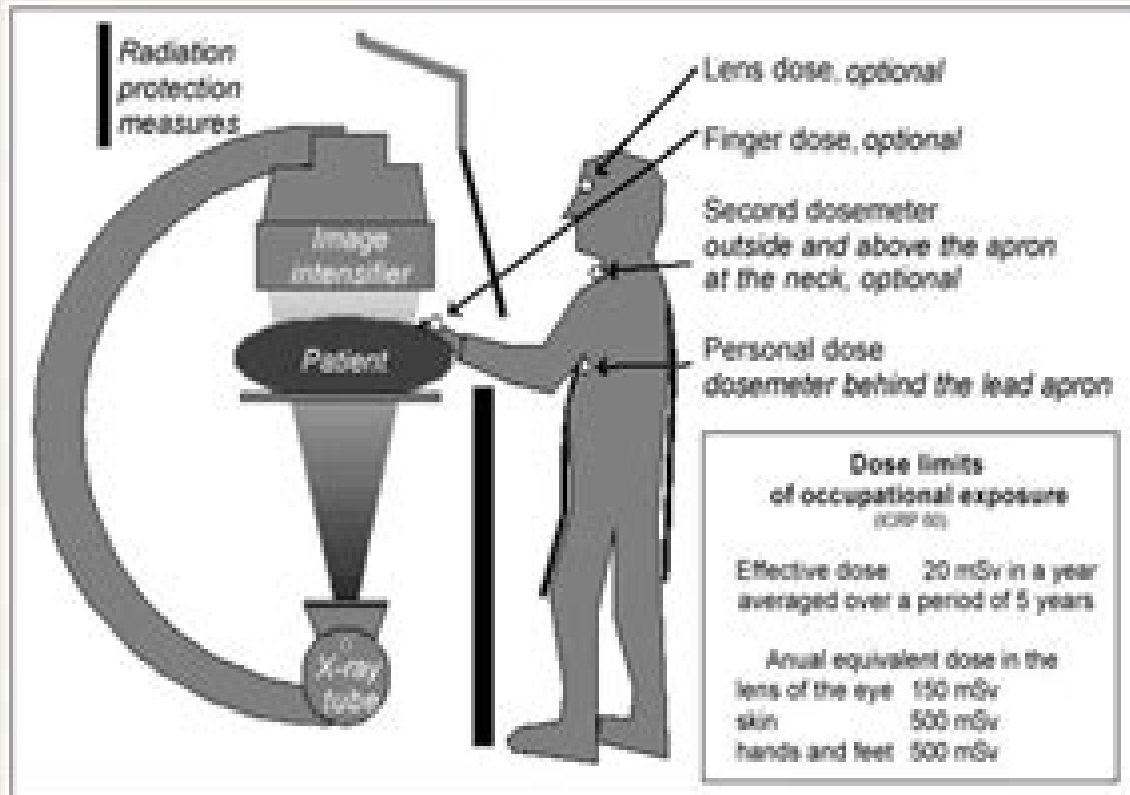 Radiation
protection
measures
Lens dose, optional
Finger dose, optional
Second dosemeter
outside and above the apron
at the neck, optional
Image
intensifier
Patient
Personal dose
dosemeter behind the lead apron
X-ray
tube
Dose limits
of occupational exposure
(ICRP 60)
Effective dose 20 mSv in a year
averaged over a period of 5 years
Anual equivalent dose in the
lens of the eye 150 mSv
skin 500 mSv
hands and feet 500 mSv